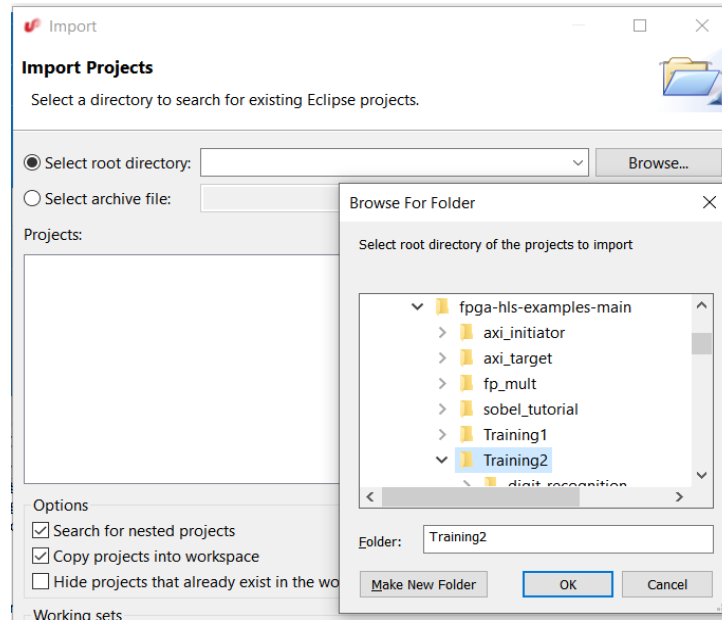 Import
Import Projects
Select a directory to search for existing Eclipse projects.
Select root directory:
Browse...
Select archive file:
Projects:
Options
Search for nested projects
Copy projects into workspace
Hide projects that already exist in the wo
Working sets
Browse For Folder
Select root directory of the projects to import
fpga-hls-examples-main
axi_initiator
axi_target
fp_mult
sobel_tutorial
Training1
Training2
digit_recognition
Folder:
Training2
Make New Folder
OK
Cancel